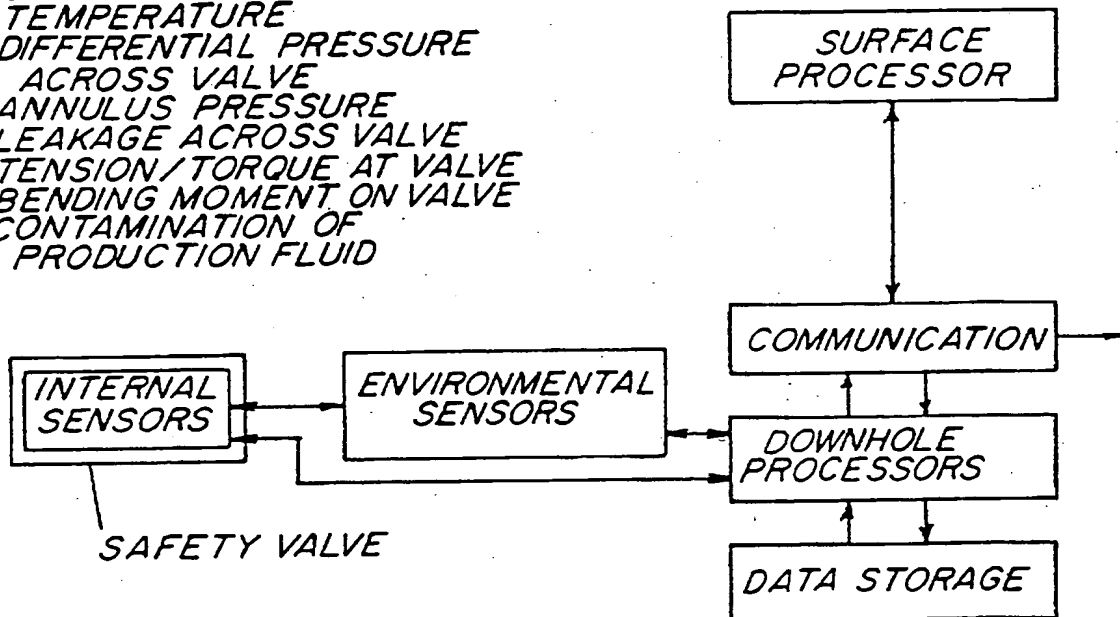 TEMPERATURE
DIFFERENTIAL PRESSURE
ACROSS VALVE
ANNULUS PRESSURE
LEAKAGE ACROSS VALVE
TENSION/TORQUE AT VALVE
BENDING MOMENT ON VALVE
CONTAMINATION OF
PRODUCTION FLUID
SURFACE
PROCESSOR
COMMUNICATION
INTERNAL
SENSORS
ENVIRONMENTAL
SENSORS
DOWNHOLE
PROCESSORS
SAFETY VALVE
DATA STORAGE